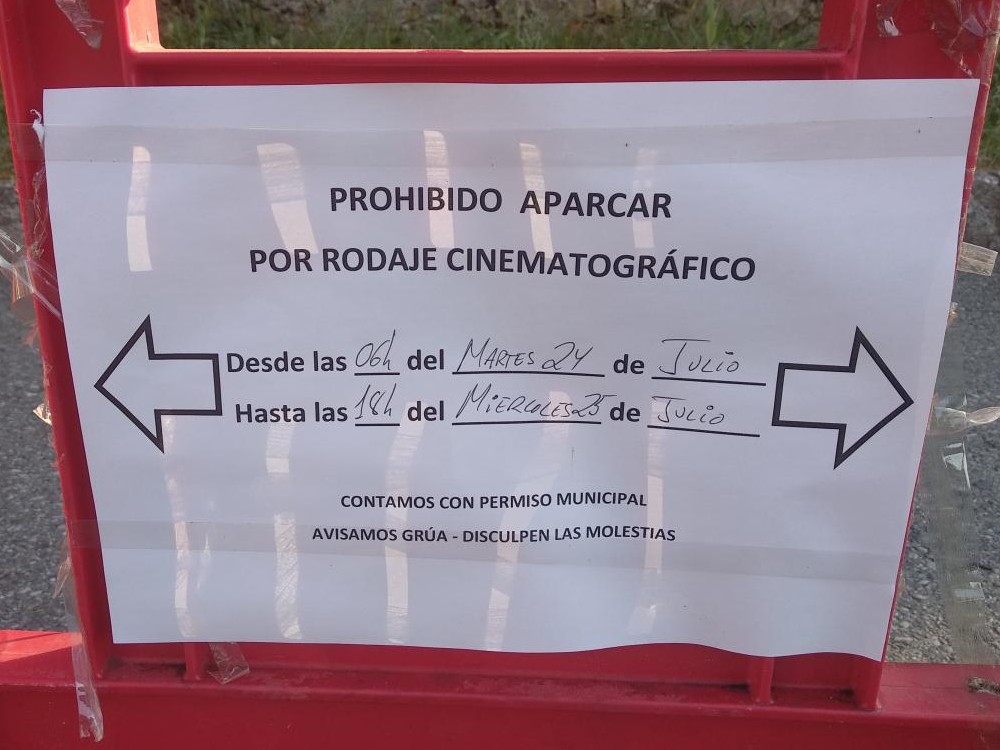 PROHIBIDO APARCAR
POR RODAJE CINEMATOGRÁFICO
Desde las 06h del MARTES 24 de JULIO
Hasta las 18h del MIERCOLES 25 de JULIO
CONTAMOS CON PERMISO MUNICIPAL
AVISAMOS GRÚA - DISCULPEN LAS MOLESTIAS